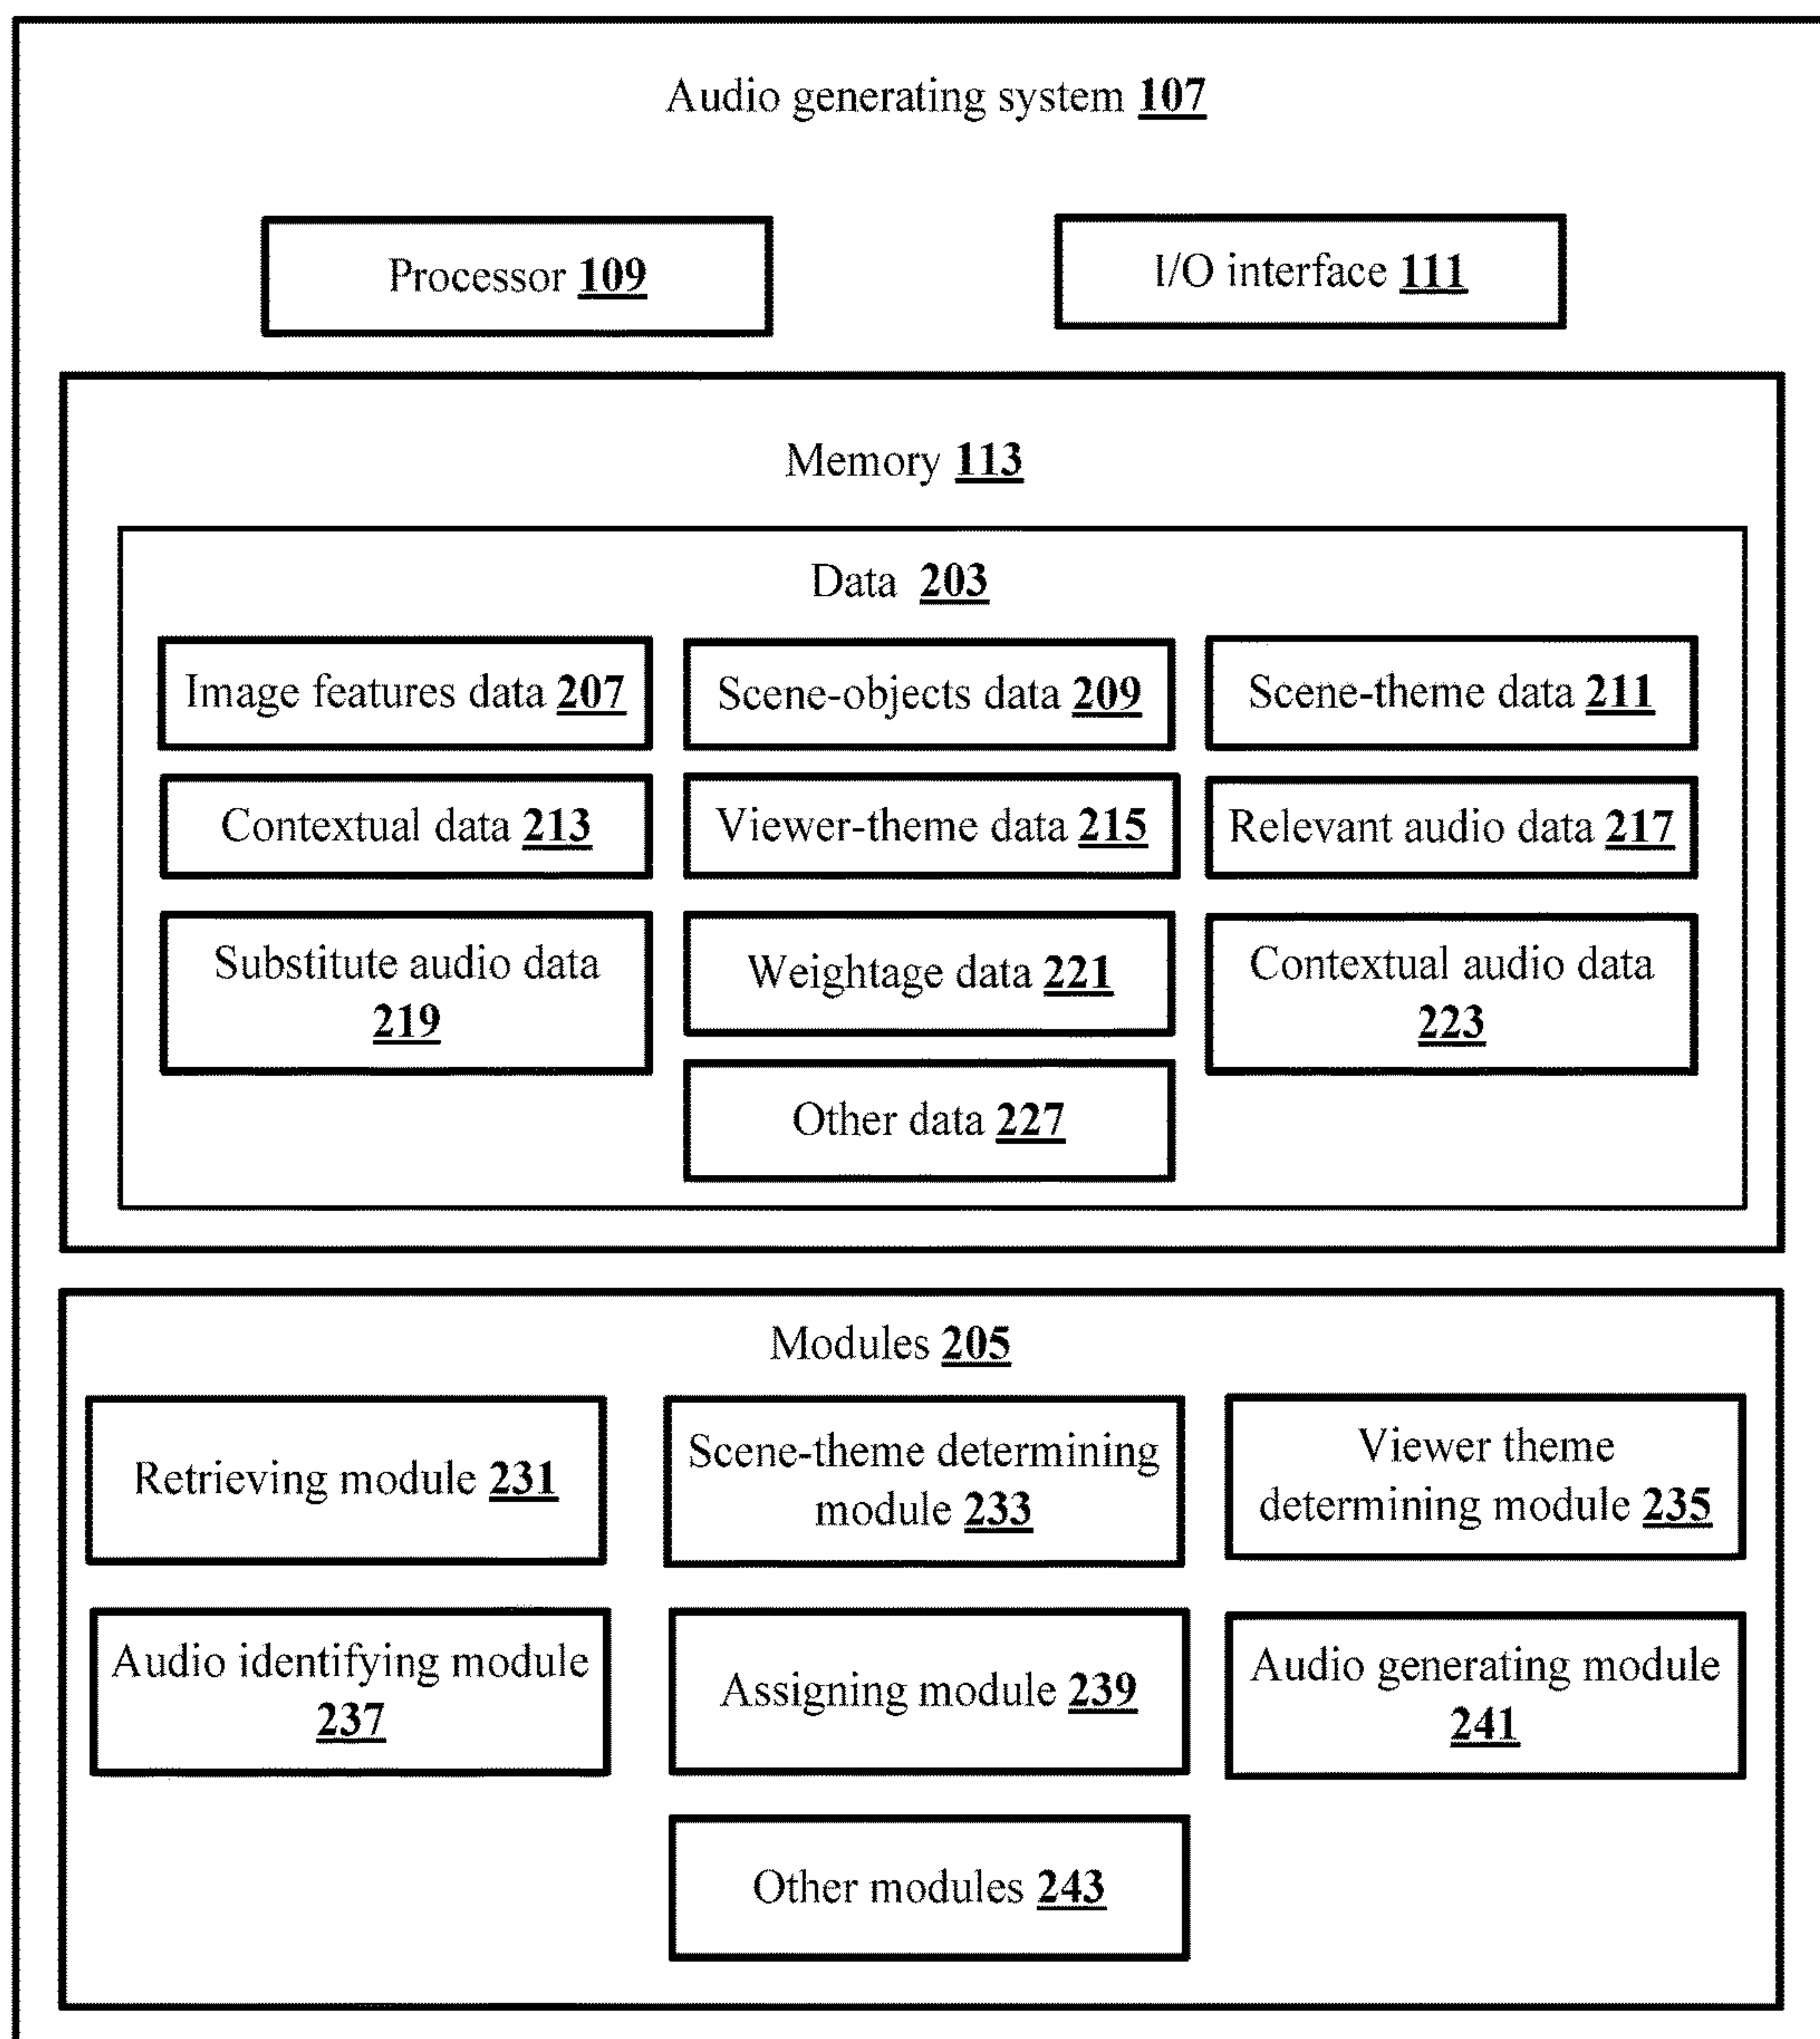 Audio generating system 107
Processor 109
I/O interface 111
Memory 113
Data 203
Image features data 207
Scene-objects data 209
Scene-theme data 211
Contextual data 213
Viewer-theme data 215
Relevant audio data 217
Substitute audio data
219
Weightage data 221
Contextual audio data
223
Other data 227
Modules 205
Retrieving module 231
Scene-theme determining
module 233
Viewer theme
determining module 235
Audio identifying module
237
Assigning module 239
Audio generating module
241
Other modules 243